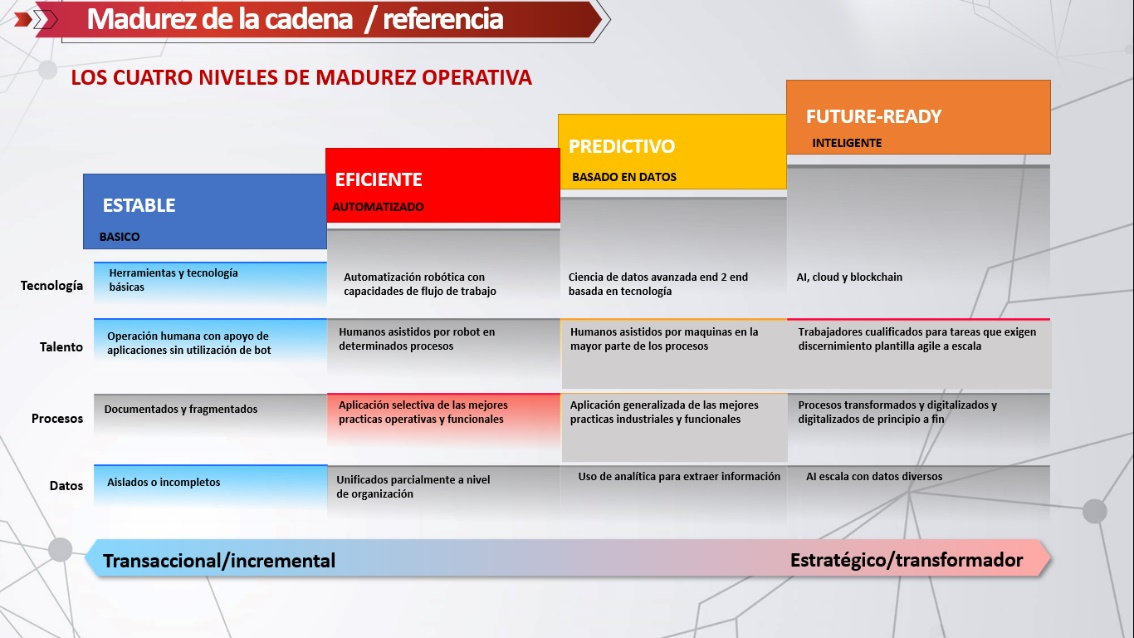 Madurez de la cadena / referencia
LOS CUATRO NIVELES DE MADUREZ OPERATIVA
ESTABLE
BASICO
EFICIENTE
AUTOMATIZADO
PREDICTIVO
BASADO EN DATOS
FUTURE-READY
INTELIGENTE
Tecnología
Herramientas y tecnología
básicas
Automatización robótica con
capacidades de flujo de trabajo
Ciencia de datos avanzada end 2 end
basada en tecnología
AI, cloud y blockchain
Talento
Operación humana con apoyo de
aplicaciones sin utilización de bot
Humanos asistidos por robot en
determinados procesos
Humanos asistidos por maquinas en la
mayor parte de los procesos
Trabajadores cualificados para tareas que exigen
discernimiento plantilla agile a escala
Procesos
Documentados y fragmentados
Aplicación selectiva de las mejores
practicas operativas y funcionales
Aplicación generalizada de las mejores
practicas industriales y funcionales
Procesos transformados y digitalizados y
digitalizados de principio a fin
Datos
Aislados o incompletos
Unificados parcialmente a nivel
de organización
Uso de analítica para extraer información
AI escala con datos diversos
Transaccional/incremental
Estratégico/transformador